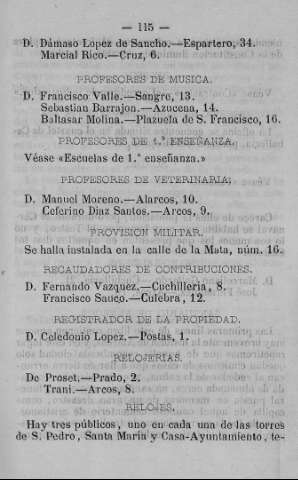 — 115 —
D. Dámaso Lopez de Sancho.—Espartero, 34.
Marcial Rico.—Cruz, 6.
PROFESORES DE MUSICA.
D. Francisco Valle.—Sangre, 13.
Sebastian Barrajon.—Azucena, 14.
Baltasar Molina.—Plazuela de S. Francisco, 16.
PROFESORES DE 1.ª ENSEÑANZA.
Véase «Escuelas de 1.ª enseñanza.»
PROFESORES DE VETERINARIA.
D. Manuel Moreno.—Alarcos, 10.
Ceferino Diaz Santos.—Arcos, 9.
PROVISION MILITAR.
Se halla instalada en la calle de la Mata, núm. 16.
RECAUDADORES DE CONTRIBUCIONES.
D. Fernando Vazquez.—Cuchilleria, 8.
Francisco Sauco.—Culebra, 12.
REGISTRADOR DE LA PROPIEDAD.
D. Celedonio Lopez.—Postas, 1.
RELOJERIAS.
De Proset.—Prado, 2.
Trani.—Arcos, 8.
RELOJES.
Hay tres públicos, uno en cada una de las torres
de S. Pedro, Santa María y Casa-Ayuntamiento, te-